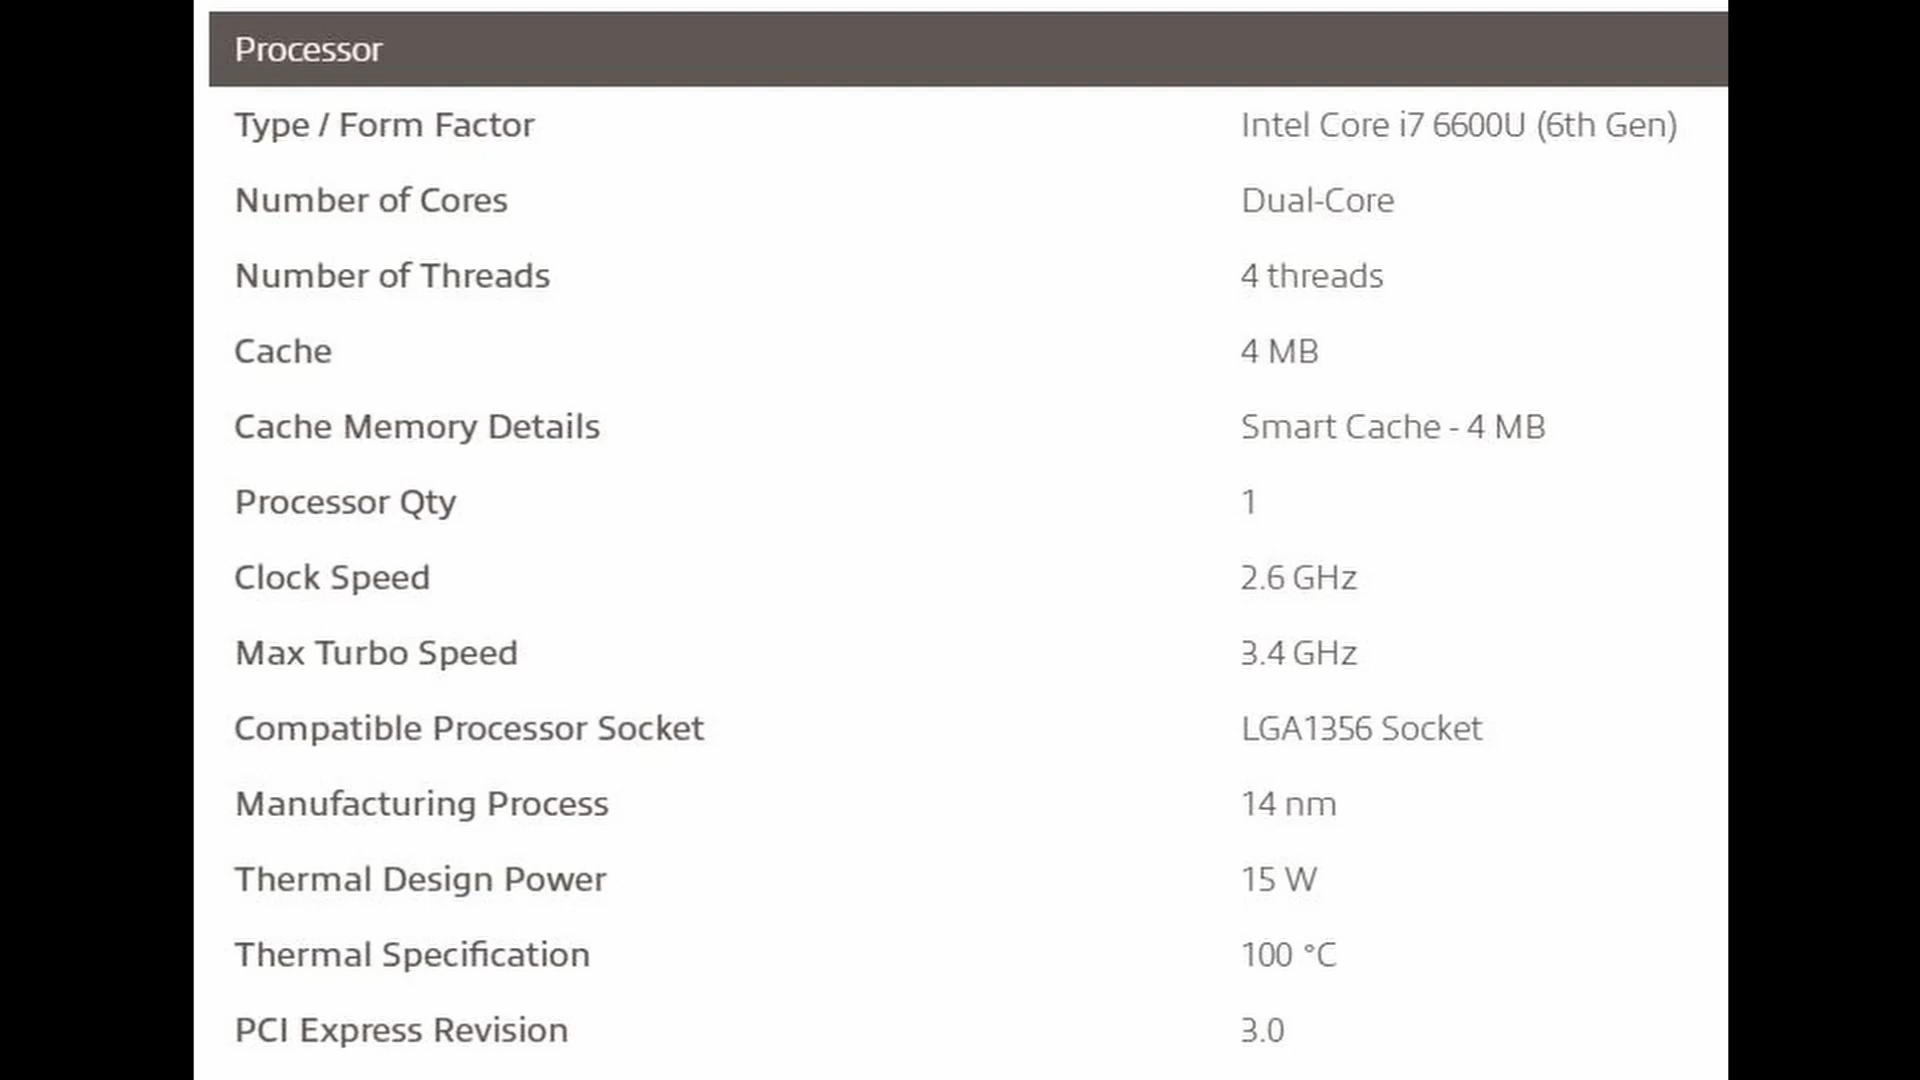 Processor
Type / Form Factor Intel Core i7 6600U (6th Gen)
Number of Cores Dual-Core
Number of Threads 4 threads
Cache 4 MB
Cache Memory Details Smart Cache - 4 MB
Processor Qty 1
Clock Speed 2.6 GHz
Max Turbo Speed 3.4 GHz
Compatible Processor Socket LGA1356 Socket
Manufacturing Process 14 nm
Thermal Design Power 15 W
Thermal Specification 100 °C
PCI Express Revision 3.0